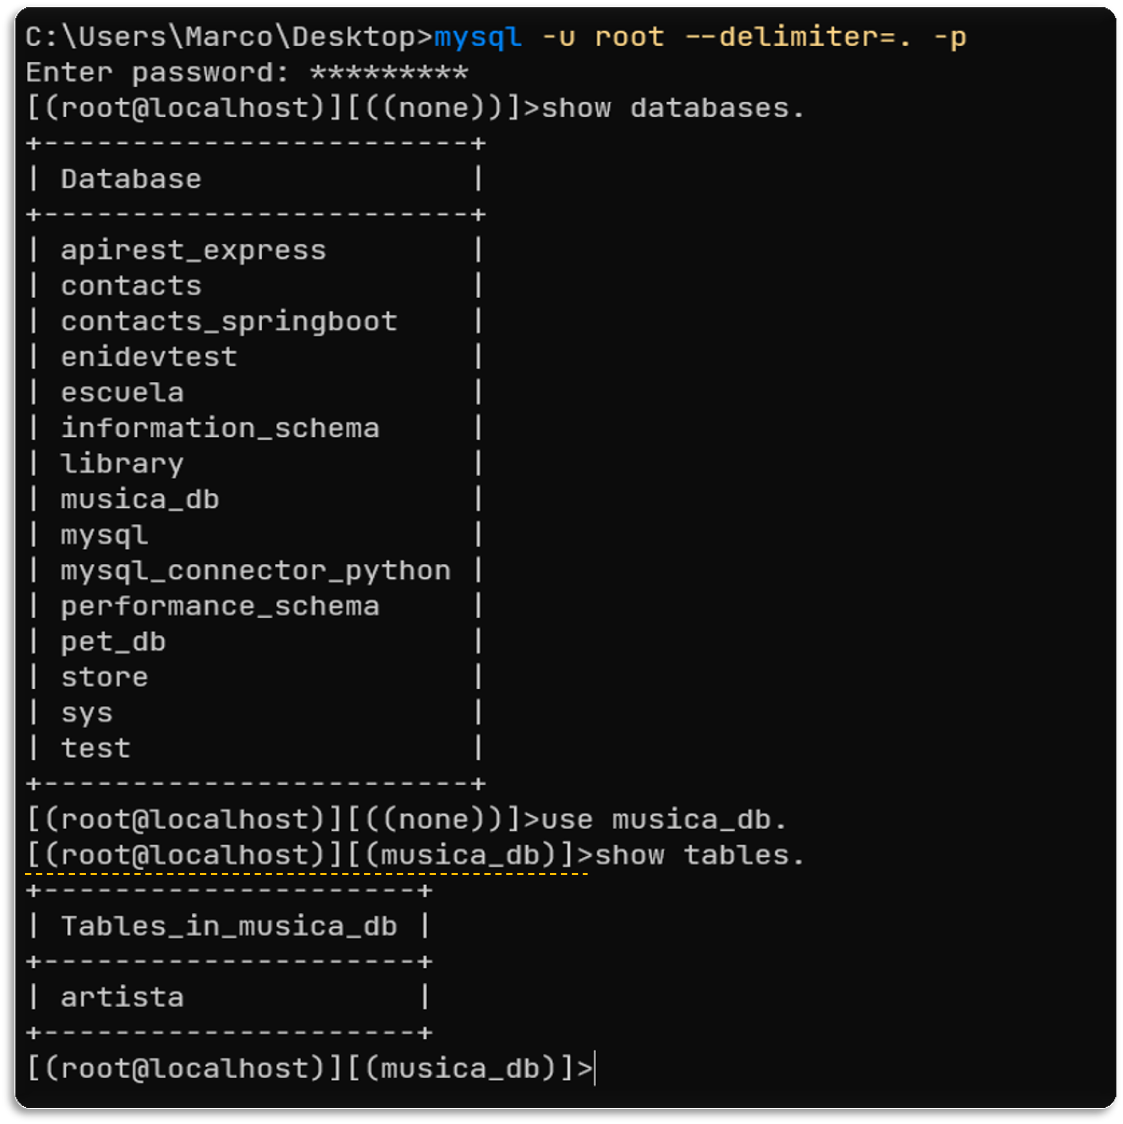 C:\Users\Marco\Desktop>mysql -u root --delimiter=. -p
Enter password: *********
[(root@localhost)][((none))]>show databases.
+------------------------+
| Database               |
+------------------------+
| apirest_express        |
| contacts               |
| contacts_springboot    |
| enidevtest             |
| escuela                |
| information_schema     |
| library                |
| musica_db              |
| mysql                  |
| mysql_connector_python |
| performance_schema     |
| pet_db                 |
| store                  |
| sys                    |
| test                   |
+------------------------+
[(root@localhost)][((none))]>use musica_db.
[(root@localhost)][(musica_db)]>show tables.
+---------------------+
| Tables_in_musica_db |
+---------------------+
| artista             |
+---------------------+
[(root@localhost)][(musica_db)]>